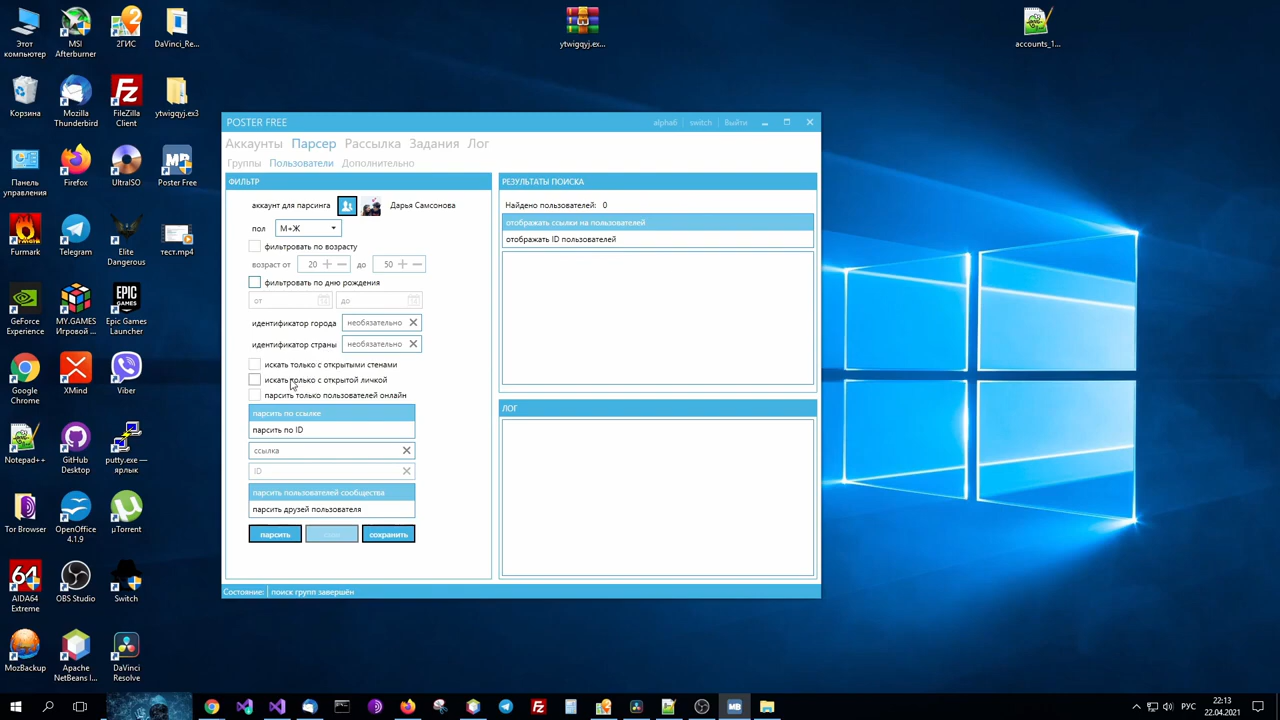 Этот компьютер
MSI Afterburner
2ГИС
DaVinci_Re...
ytwigqyj.ex...
accounts_1...
Корзина
Mozilla Thunderbird
FileZilla Client
ytwigqyj.ex3
Панель управления
Firefox
UltraISO
Poster Free
Furmark
Telegram
Elite Dangerous
тест.mp4
GeForce Experience
MY.GAMES Игровой ...
Epic Games Launcher
Google Chrome
XMind
Viber
Notepad++
GitHub Desktop
putty.exe — ярлык
Tor Browser
OpenOffice 4.1.9
µTorrent
AIDA64 Extreme
OBS Studio
Switch
MozBackup
Apache NetBeans I...
DaVinci Resolve
POSTER FREE
alpha6
switch
Выйти
Аккаунты Парсер Рассылка Задания Лог
Группы Пользователи Дополнительно
ФИЛЬТР
аккаунт для парсинга
Дарья Самсонова
пол
М+Ж
фильтровать по возрасту
возраст от 20 до 50
фильтровать по дню рождения
от
до
идентификатор города необязательно
идентификатор страны необязательно
искать только с открытыми стенами
искать только с открытой личкой
парсить только пользователей онлайн
парсить по ссылке
парсить по ID
ссылка
ID
парсить пользователей сообщества
парсить друзей пользователя
парсить
сохранить
РЕЗУЛЬТАТЫ ПОИСКА
Найдено пользователей: 0
отображать ссылки на пользователей
отображать ID пользователей
ЛОГ
Состояние: поиск групп завершён
РУС
22:13
22.04.2021